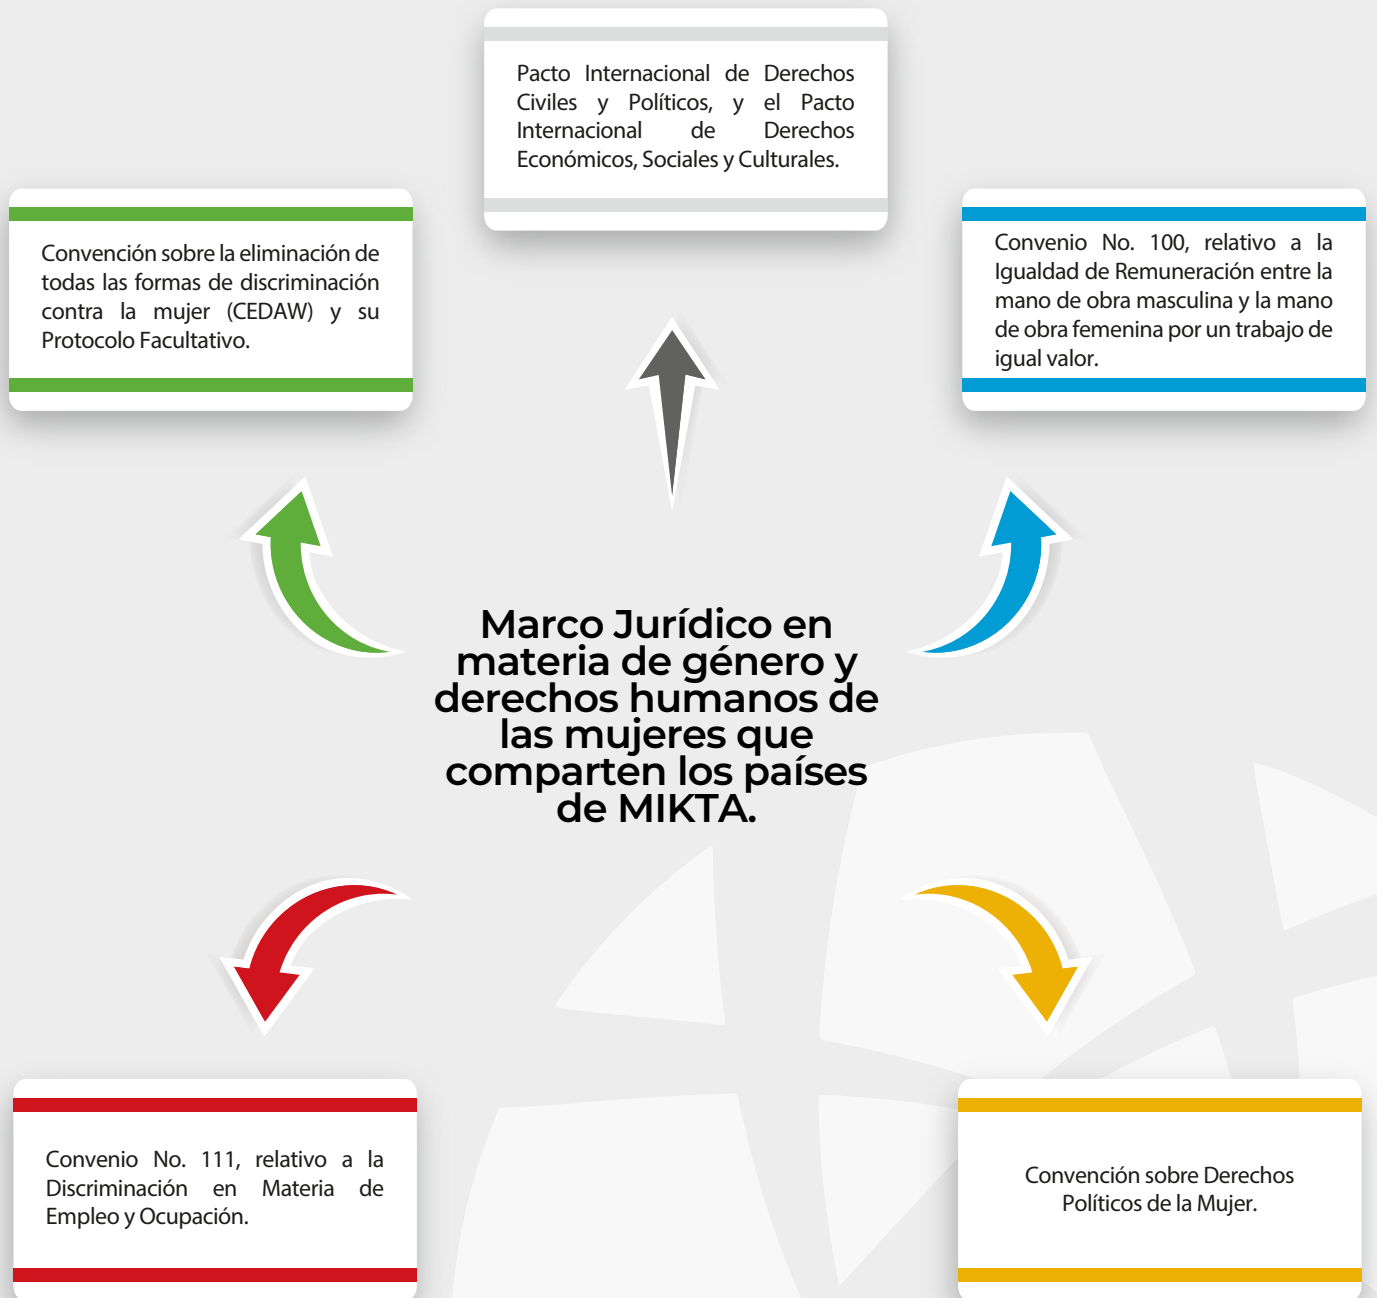 Pacto Internacional de Derechos
Civiles y Políticos, y el Pacto
Internacional de Derechos
Económicos, Sociales y Culturales.
Convención sobre la eliminación de
todas las formas de discriminación
contra la mujer (CEDAW) y su
Protocolo Facultativo.
Convenio No. 100, relativo a la
Igualdad de Remuneración entre la
mano de obra masculina y la mano
de obra femenina por un trabajo de
igual valor.
Marco Jurídico en
materia de género y
derechos humanos de
las mujeres que
comparten los países
de MIKTA.
Convenio No. 111, relativo a la
Discriminación en Materia de
Empleo y Ocupación.
Convención sobre Derechos
Políticos de la Mujer.